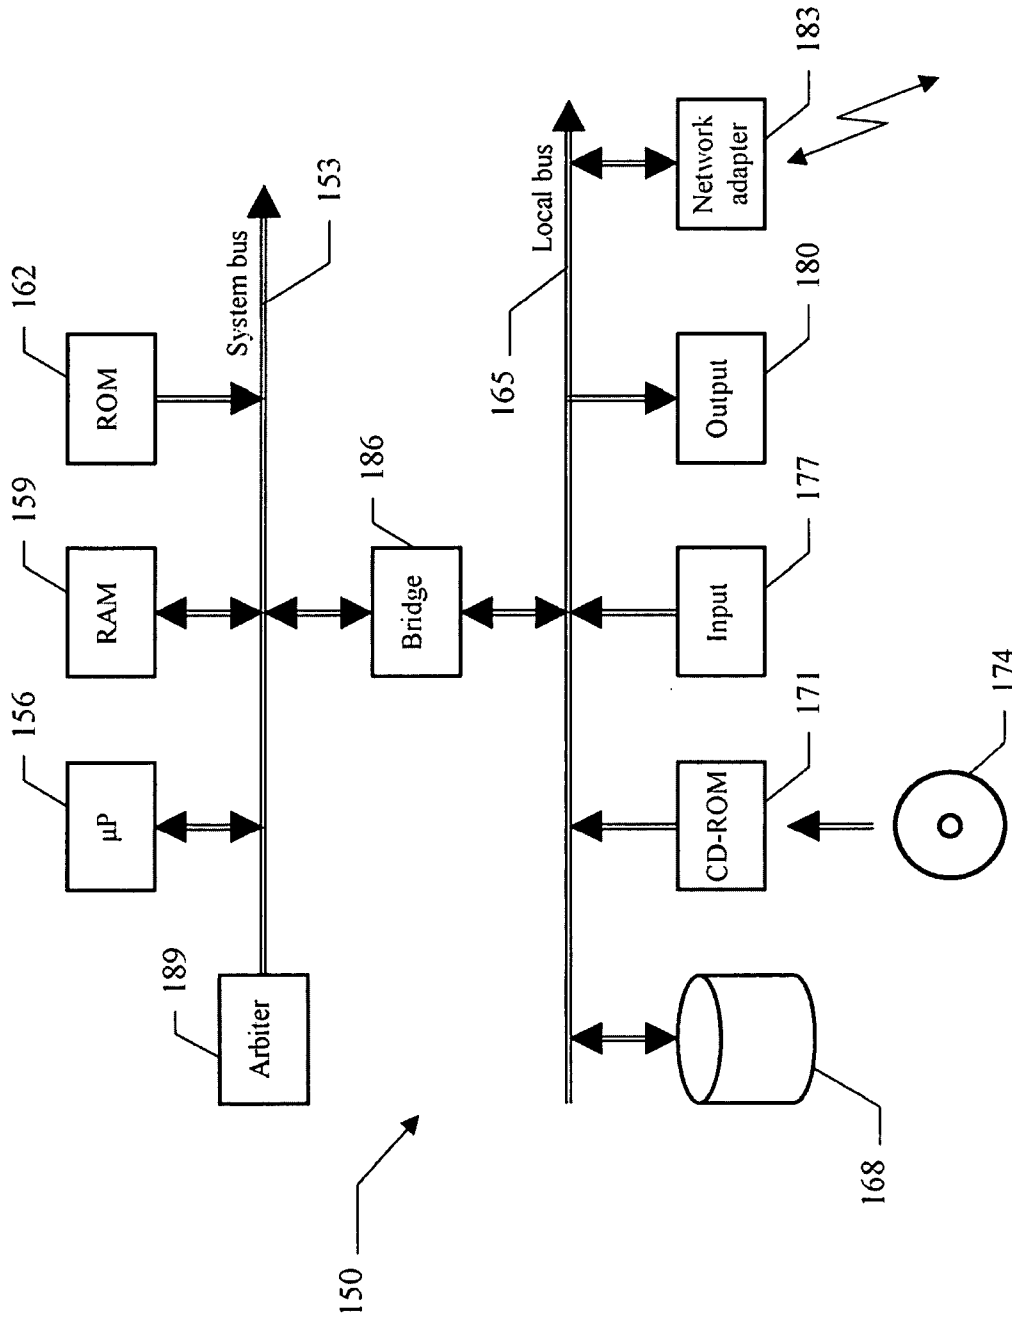 150
189
Arbiter
156
μP
159
RAM
162
ROM
System bus
153
186
Bridge
Local bus
165
168
171
CD-ROM
174
177
Input
180
Output
183
Network
adapter